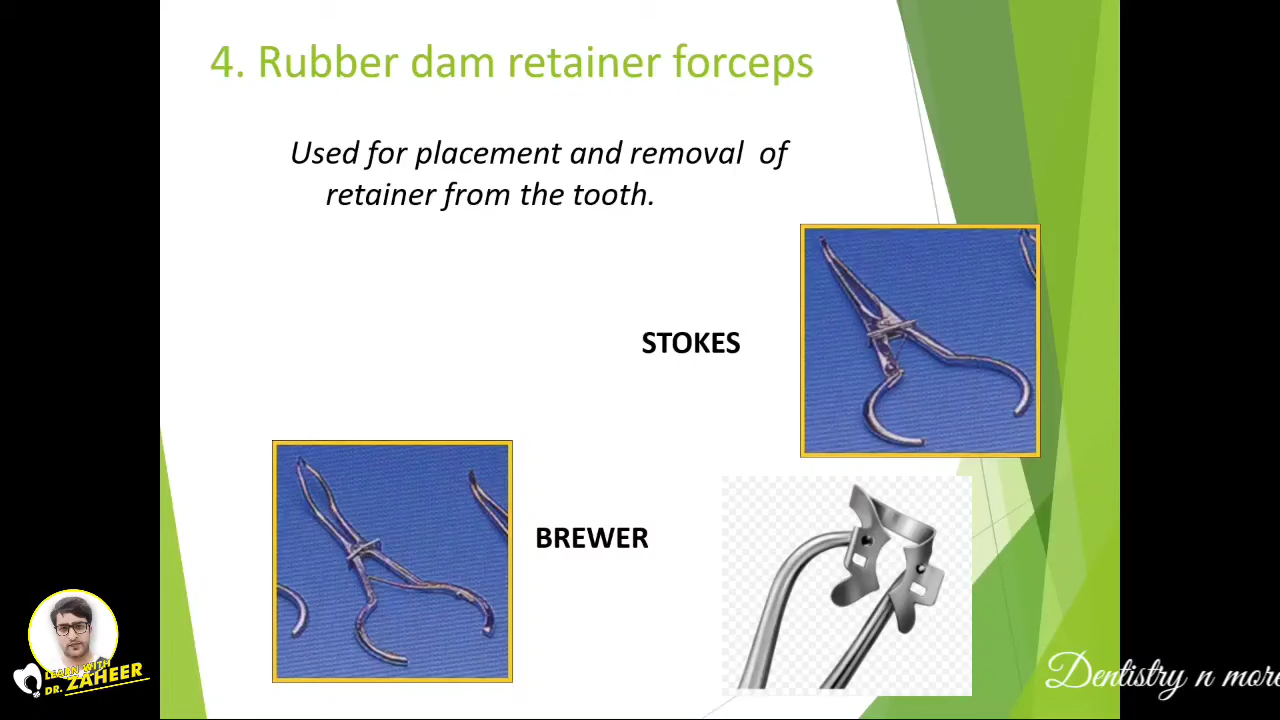 4. Rubber dam retainer forceps
Used for placement and removal of
retainer from the tooth.
STOKES
BREWER
LEARN WITH
DR. ZAHEER
Dentistry n more